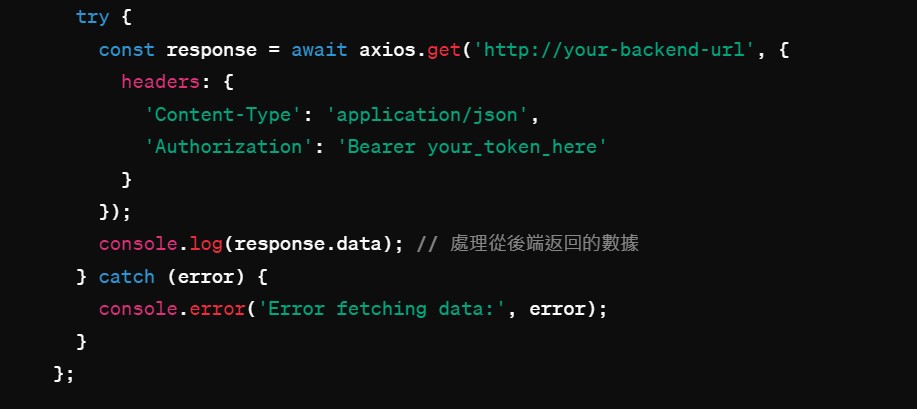 try {
const response = await axios.get('http://your-backend-url', {
headers: {
'Content-Type': 'application/json',
'Authorization': 'Bearer your_token_here'
}
});
console.log(response.data); // 處理從後端返回的數據
} catch (error) {
console.error('Error fetching data:', error);
}
};